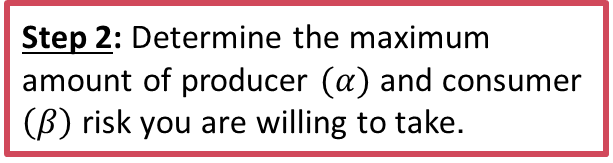 Step 2: Determine the maximum
amount of producer (α) and consumer
(β) risk you are willing to take.